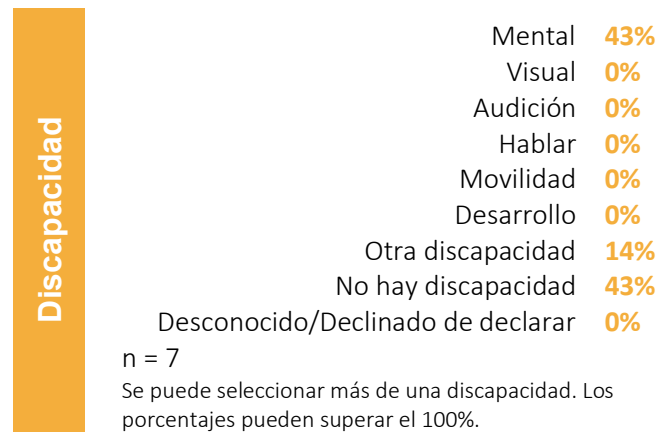 Discapacidad
Mental 43%
Visual 0%
Audición 0%
Hablar 0%
Movilidad 0%
Desarrollo 0%
Otra discapacidad 14%
No hay discapacidad 43%
Desconocido/Declinado de declarar 0%
n = 7
Se puede seleccionar más de una discapacidad. Los
porcentajes pueden superar el 100%.